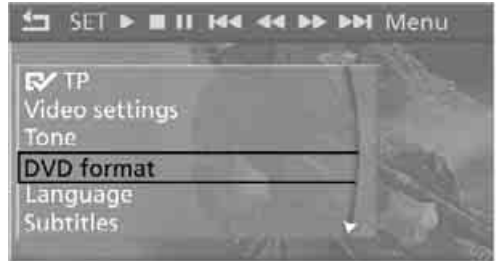 SET Menu
TP
Video settings
Tone
DVD format
Language
Subtitles